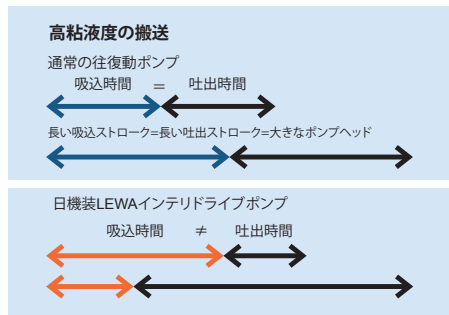 高粘液度の搬送
通常の往復動ポンプ
吸込時間 = 吐出時間
長い吸込ストローク=長い吐出ストローク=大きなポンプヘッド
日機装LEWAインテリドライブポンプ
吸込時間 ≠ 吐出時間